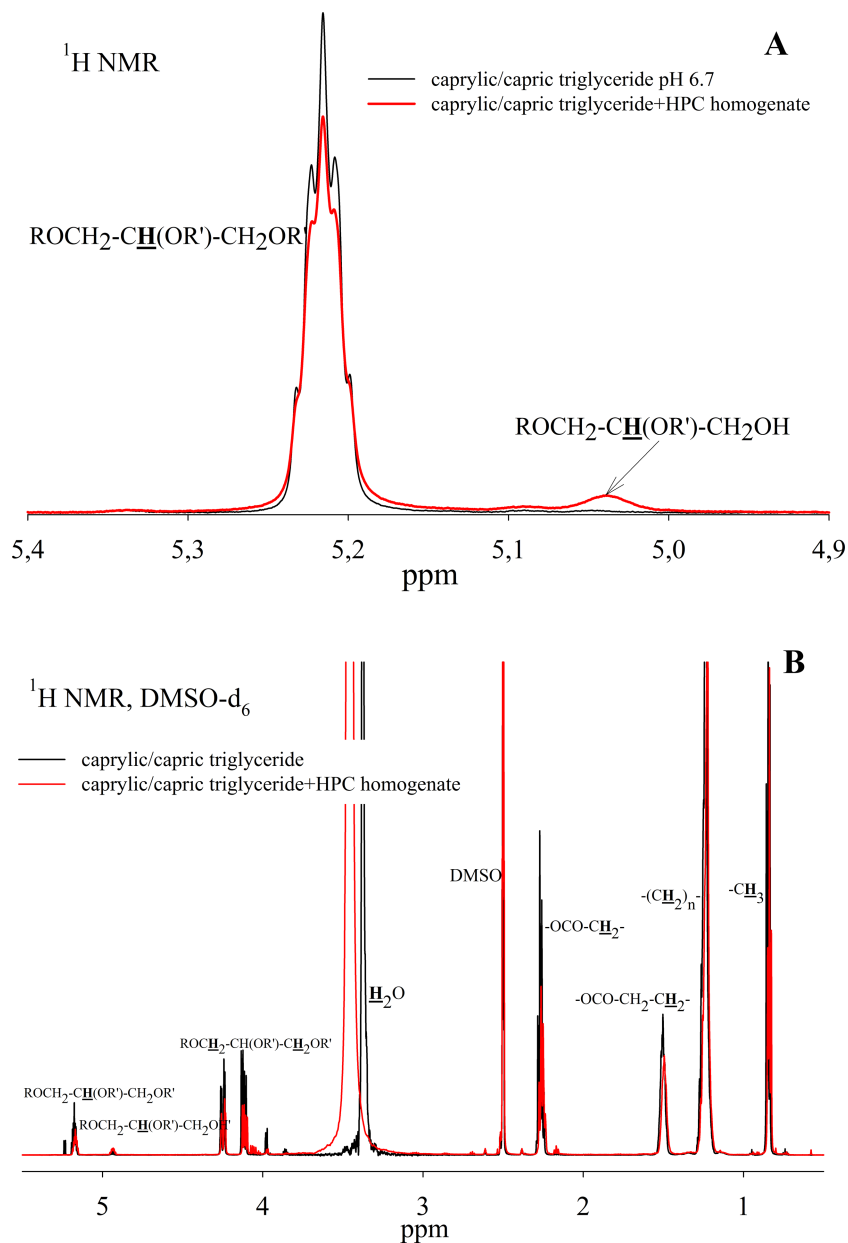 A
¹H NMR
caprylic/capric triglyceride pH 6.7
caprylic/capric triglyceride+HPC homogenate
ROCH₂-CH(OR')-CH₂OR'
ROCH₂-CH(OR')-CH₂OH
5,4 5,3 5,2 5,1 5,0 4,9
ppm
B
¹H NMR, DMSO-d₆
caprylic/capric triglyceride
caprylic/capric triglyceride+HPC homogenate
DMSO
-(CH₂)ₙ-
-CH₃
-OCO-CH₂-
H₂O
-OCO-CH₂-CH₂-
ROCH₂-CH(OR')-CH₂OR'
ROCH₂-CH(OR')-CH₂OR'
ROCH₂-CH(OR')-CH₂OH'
5 4 3 2 1
ppm